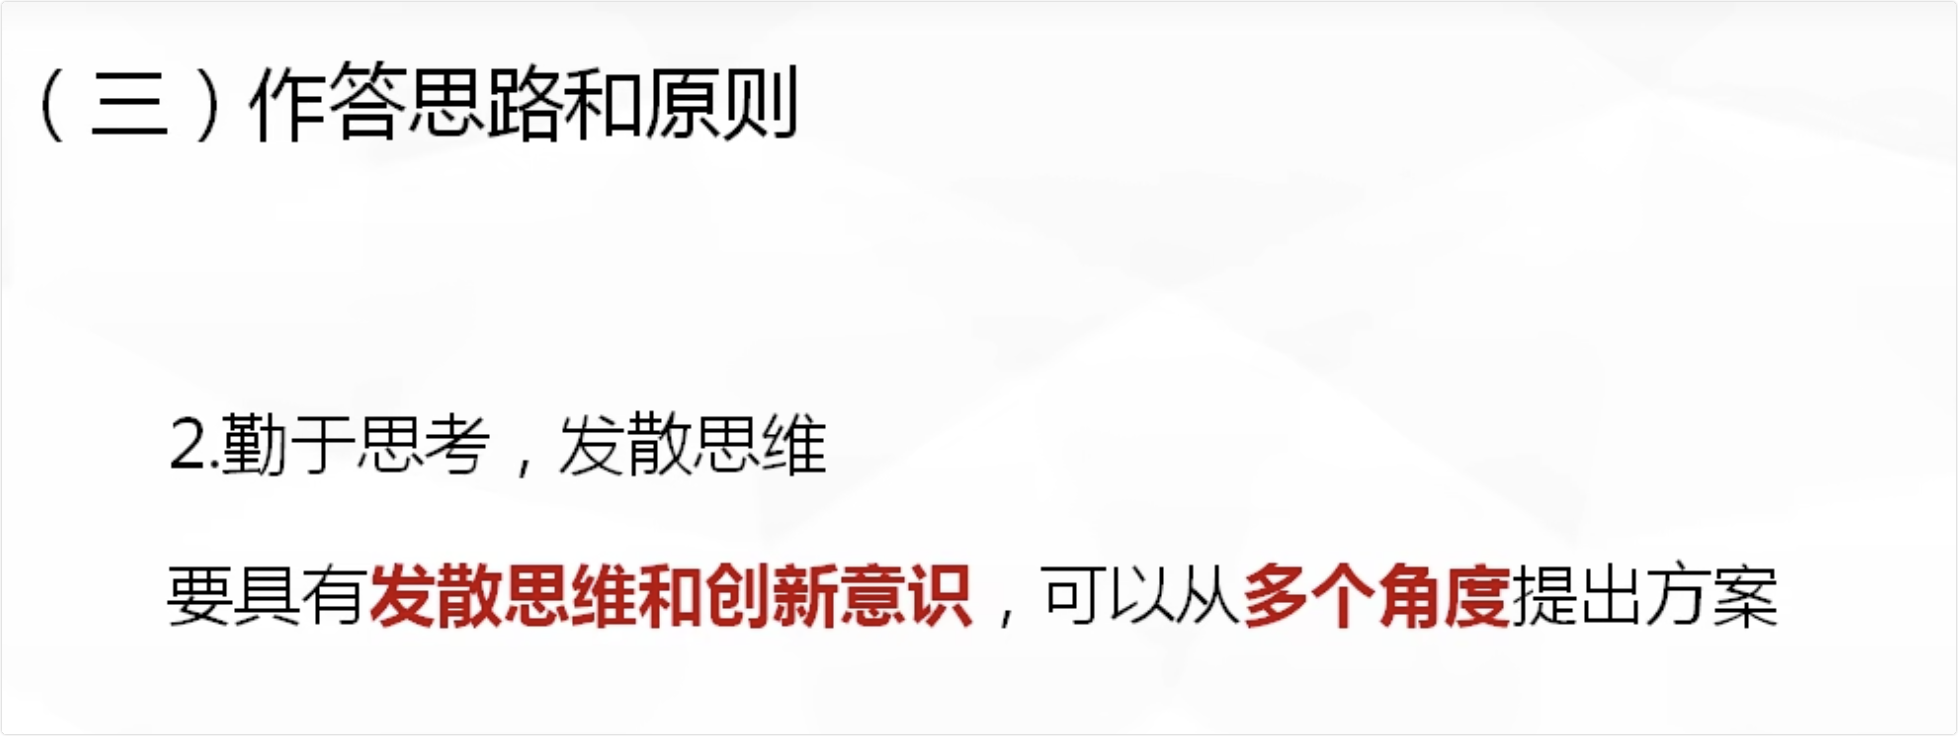 （三）作答思路和原则
2.勤于思考，发散思维
要具有发散思维和创新意识，可以从多个角度提出方案